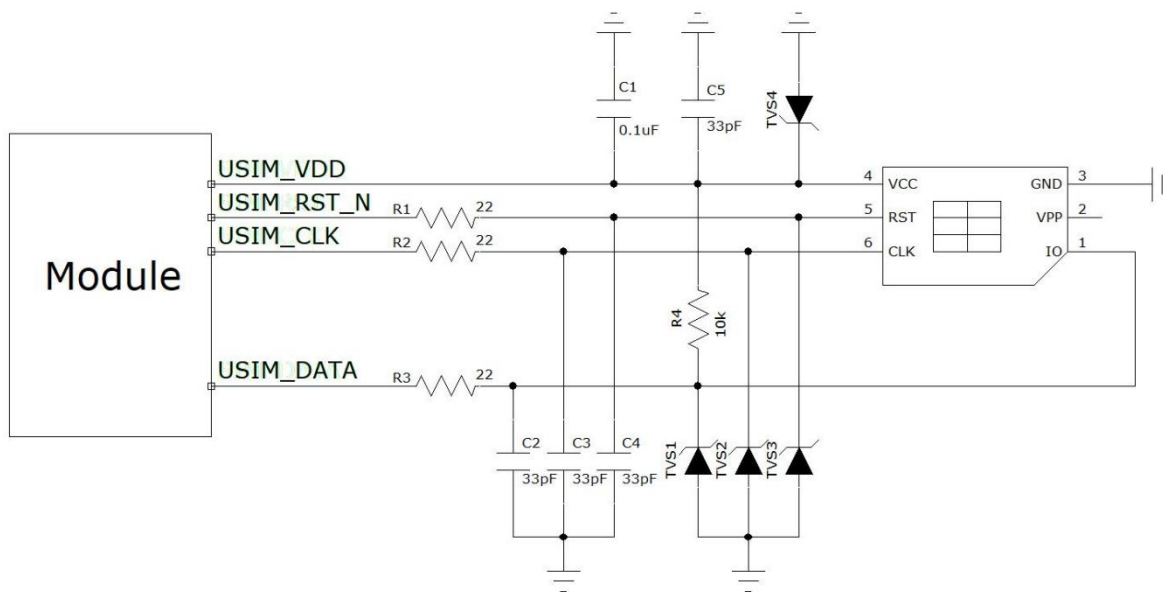 C1
0.1uF
C5
33pF
TVS4
USIM_VDD
4 VCC
GND 3
USIM_RST_N
R1 22
5 RST
VPP 2
USIM_CLK
R2 22
6 CLK
IO 1
Module
R4
10k
USIM_DATA
R3 22
C2
33pF
C3
33pF
C4
33pF
TVS1
TVS2
TVS3